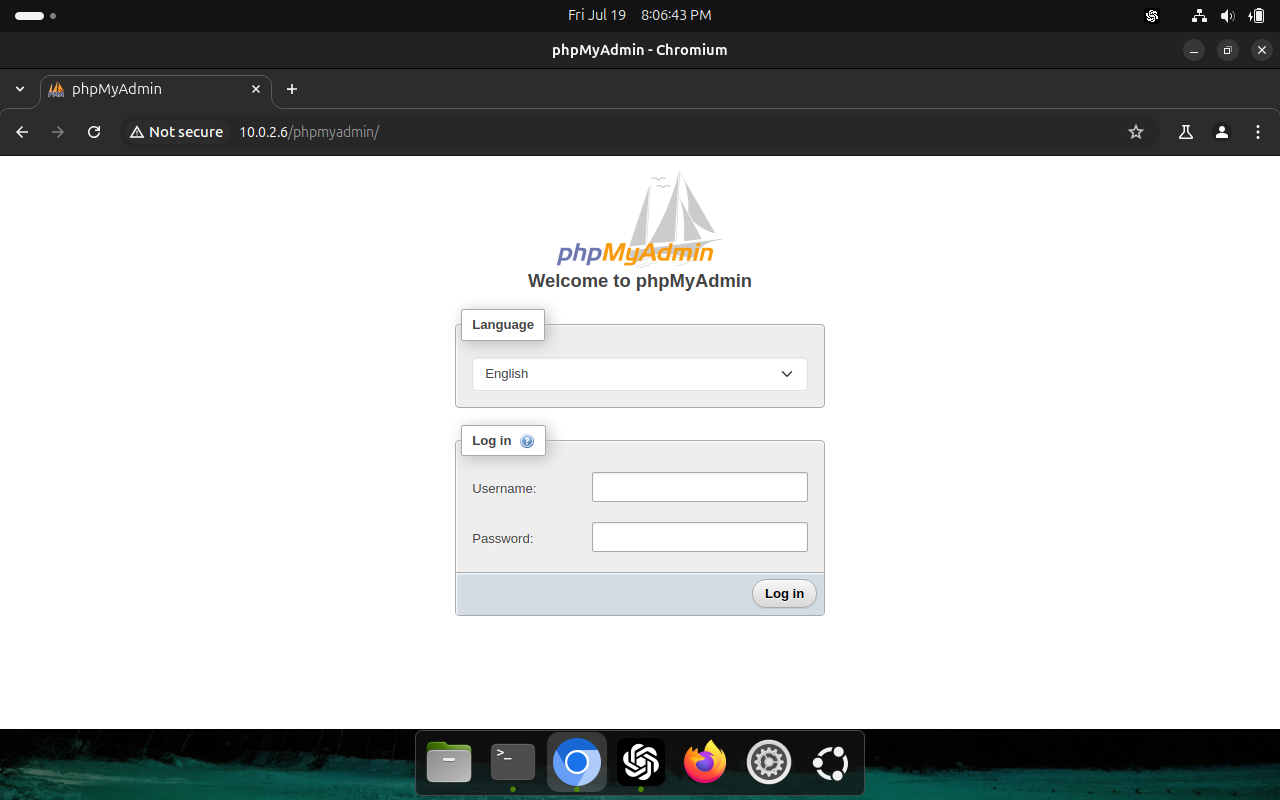 Fri Jul 19 8:06:43 PM
phpMyAdmin - Chromium
phpMyAdmin
Not secure 10.0.2.6/phpmyadmin/
phpMyAdmin
Welcome to phpMyAdmin
Language
English
Log in
Username:
Password:
Log in